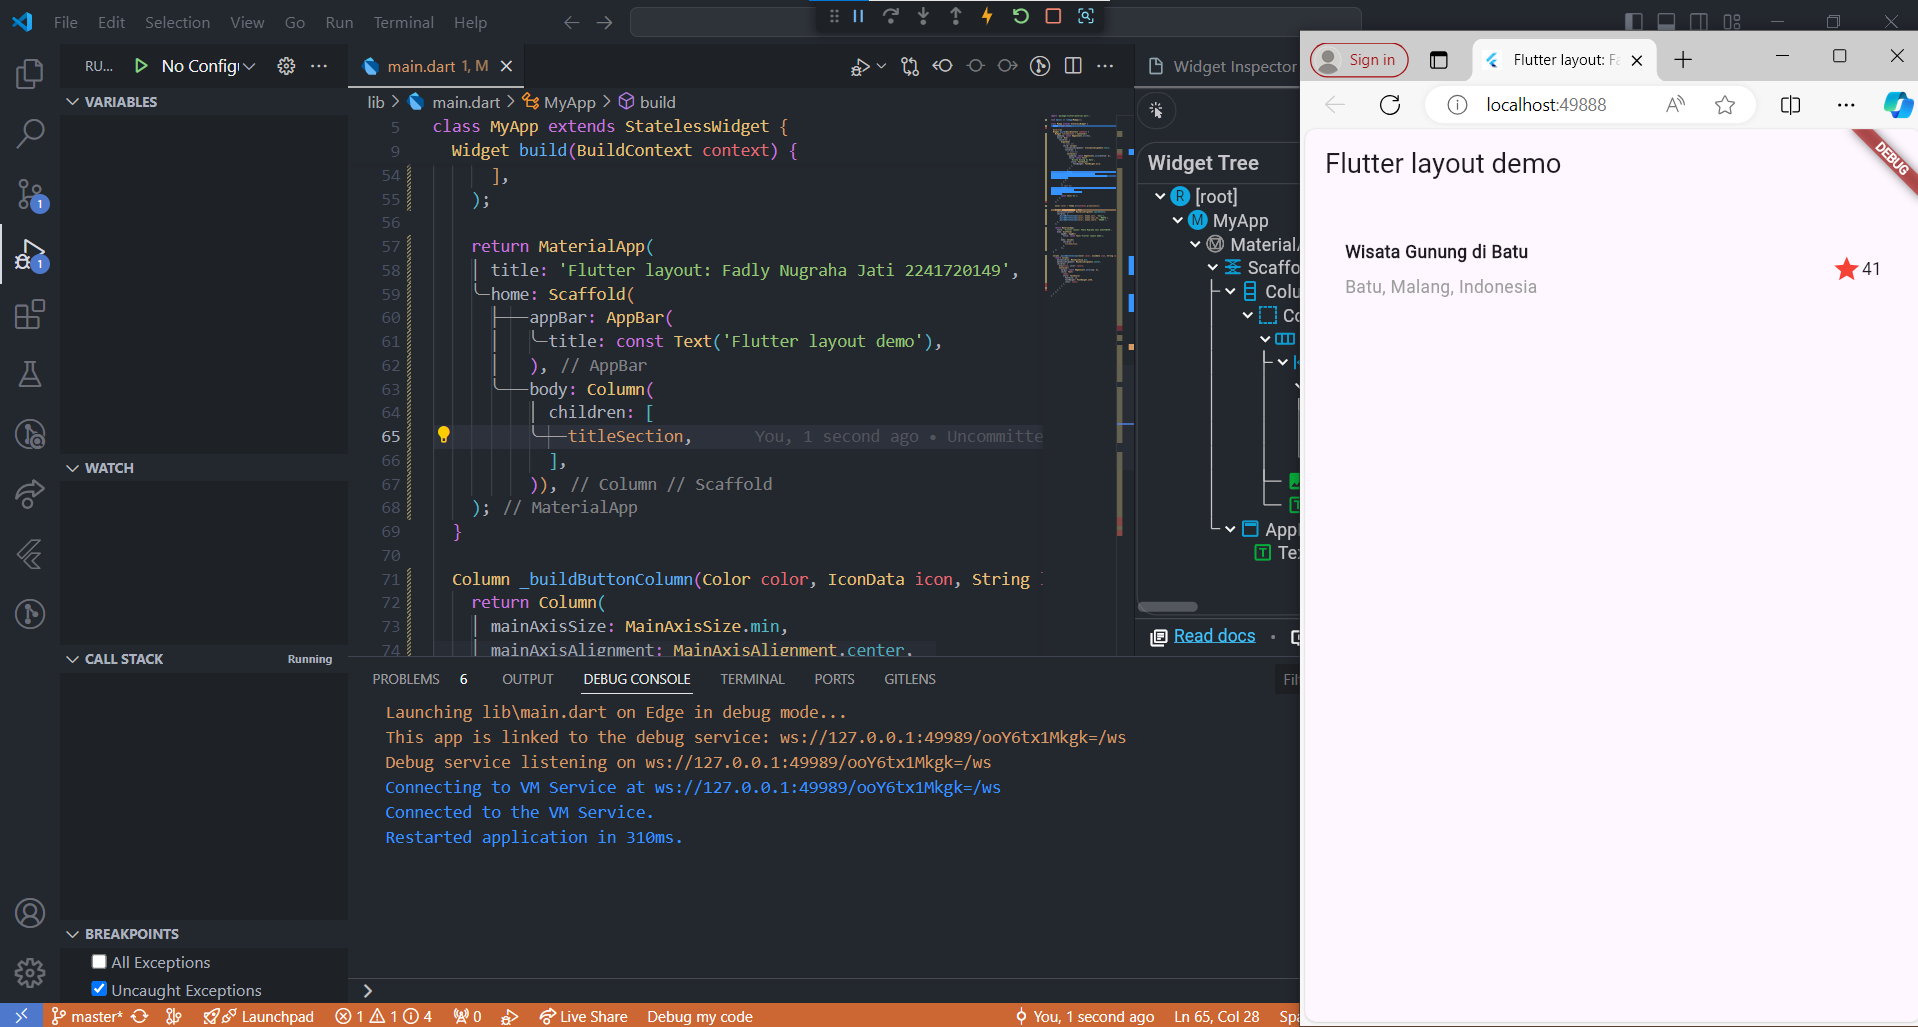 File Edit Selection View Go Run Terminal Help
RU... No Config
main.dart 1, M
Widget Inspector
VARIABLES
lib > main.dart > MyApp > build
5 class MyApp extends StatelessWidget {
9 Widget build(BuildContext context) {
54 ],
55 );
56
57 return MaterialApp(
58 title: 'Flutter layout: Fadly Nugraha Jati 2241720149',
59 home: Scaffold(
60 appBar: AppBar(
61 title: const Text('Flutter layout demo'),
62 ), // AppBar
63 body: Column(
64 children: [
65 titleSection, You, 1 second ago • Uncommitte
66 ],
67 )), // Column // Scaffold
68 ); // MaterialApp
69 }
70
71 Column _buildButtonColumn(Color color, IconData icon, String
72 return Column(
73 mainAxisSize: MainAxisSize.min,
74 mainAxisAlignment: MainAxisAlignment.center,
Widget Tree
R [root]
M MyApp
M Material
Scaffo
Colu
Co
App
T Te
Read docs •
WATCH
CALL STACK Running
BREAKPOINTS
All Exceptions
Uncaught Exceptions
1
1
PROBLEMS 6 OUTPUT DEBUG CONSOLE TERMINAL PORTS GITLENS Fil
Launching lib\main.dart on Edge in debug mode...
This app is linked to the debug service: ws://127.0.0.1:49989/ooY6tx1Mkgk=/ws
Debug service listening on ws://127.0.0.1:49989/ooY6tx1Mkgk=/ws
Connecting to VM Service at ws://127.0.0.1:49989/ooY6tx1Mkgk=/ws
Connected to the VM Service.
Restarted application in 310ms.
>
master* Launchpad 1 1 4 0 Live Share Debug my code You, 1 second ago Ln 65, Col 28 Spa
Sign in
Flutter layout: Fa
localhost:49888
Flutter layout demo
DEBUG
Wisata Gunung di Batu
Batu, Malang, Indonesia
41